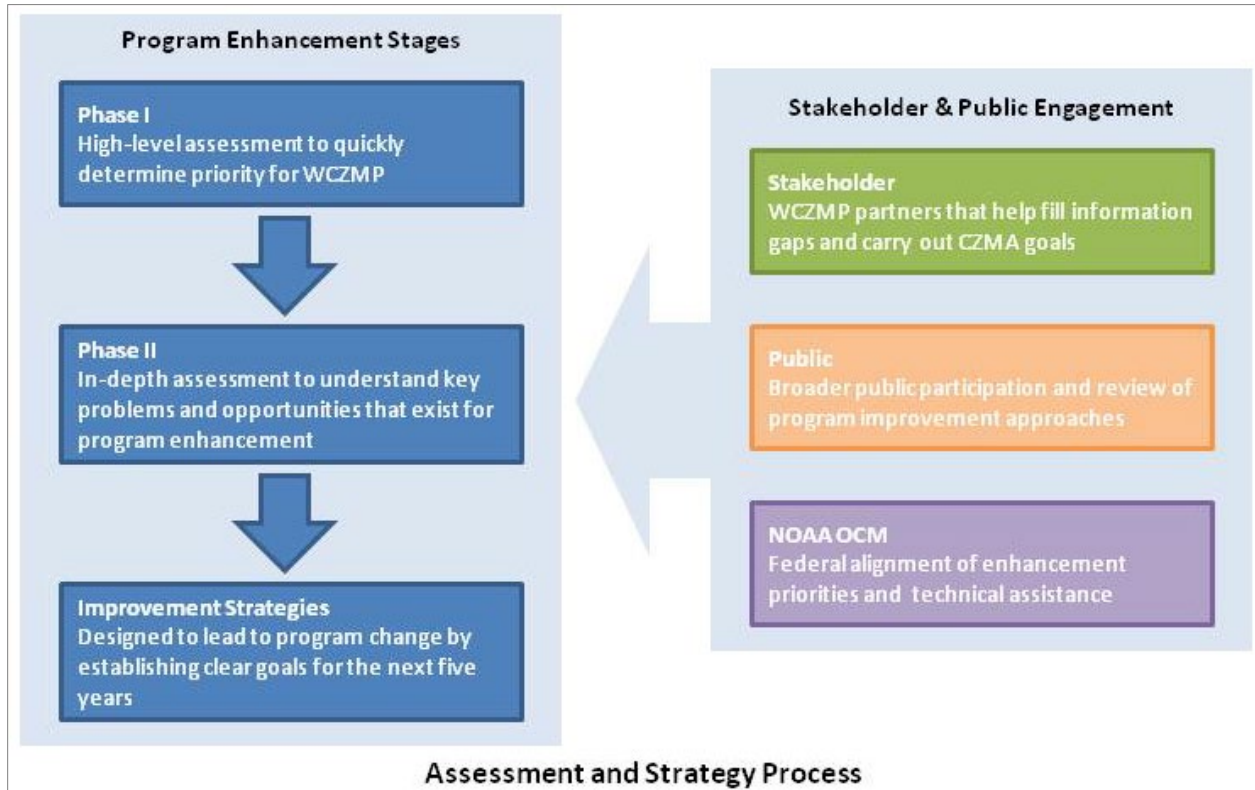 Program Enhancement Stages
Phase I
High-level assessment to quickly
determine priority for WCZMP
Phase II
In-depth assessment to understand key
problems and opportunities that exist for
program enhancement
Improvement Strategies
Designed to lead to program change by
establishing clear goals for the next five
years
Stakeholder & Public Engagement
Stakeholder
WCZMP partners that help fill information
gaps and carry out CZMA goals
Public
Broader public participation and review of
program improvement approaches
NOAA OCM
Federal alignment of enhancement
priorities and technical assistance
Assessment and Strategy Process